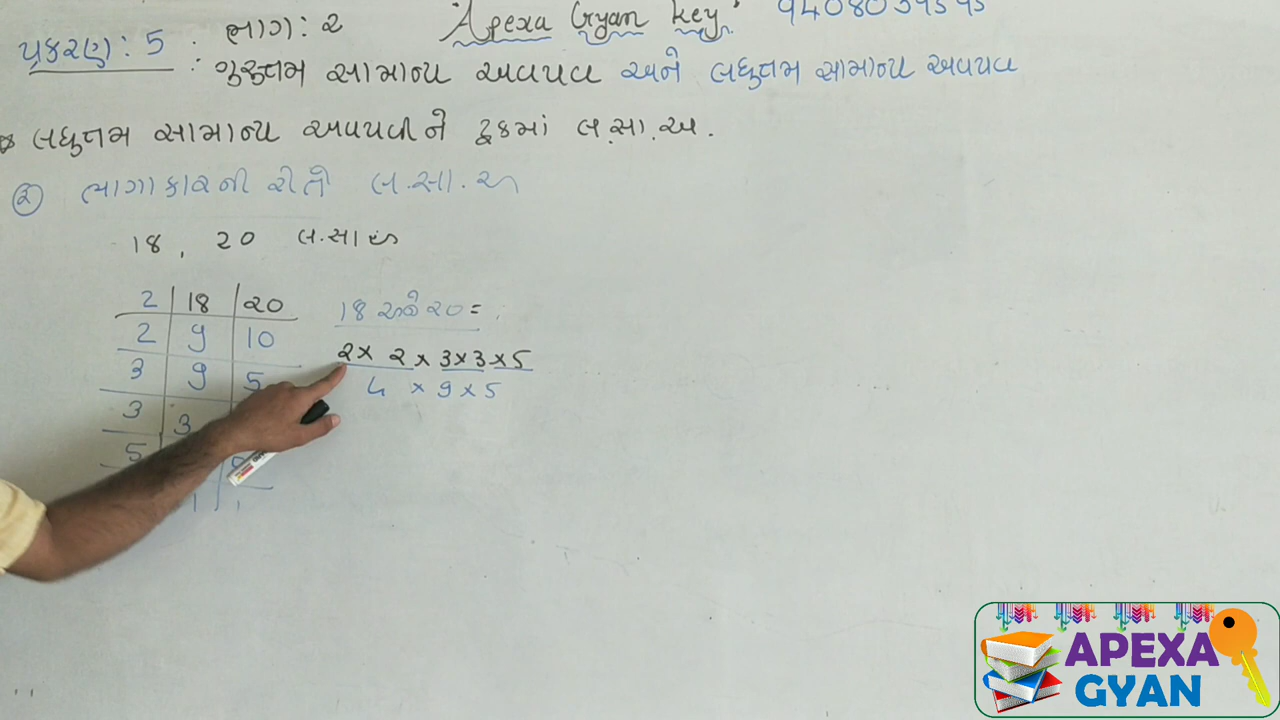 પ્રકરણ: 5 : ભાગ: ૨ "Apexa Gyan key"
ગુરુત્તમ સામાન્ય અવયવ અને લઘુત્તમ સામાન્ય અવયવ
* લઘુત્તમ સામાન્ય અવયવીને ટૂંકમાં લ.સા.અ.
② ભાગાકારની રીતે લ.સા.અ
18 , 20 લ.સા.અ
2 18 20
2 9 10
3 9 5
3 3
5
1 1
18 અને 20 = 
2 × 2 × 3 × 3 × 5
4 × 9 × 5
APEXA
GYAN